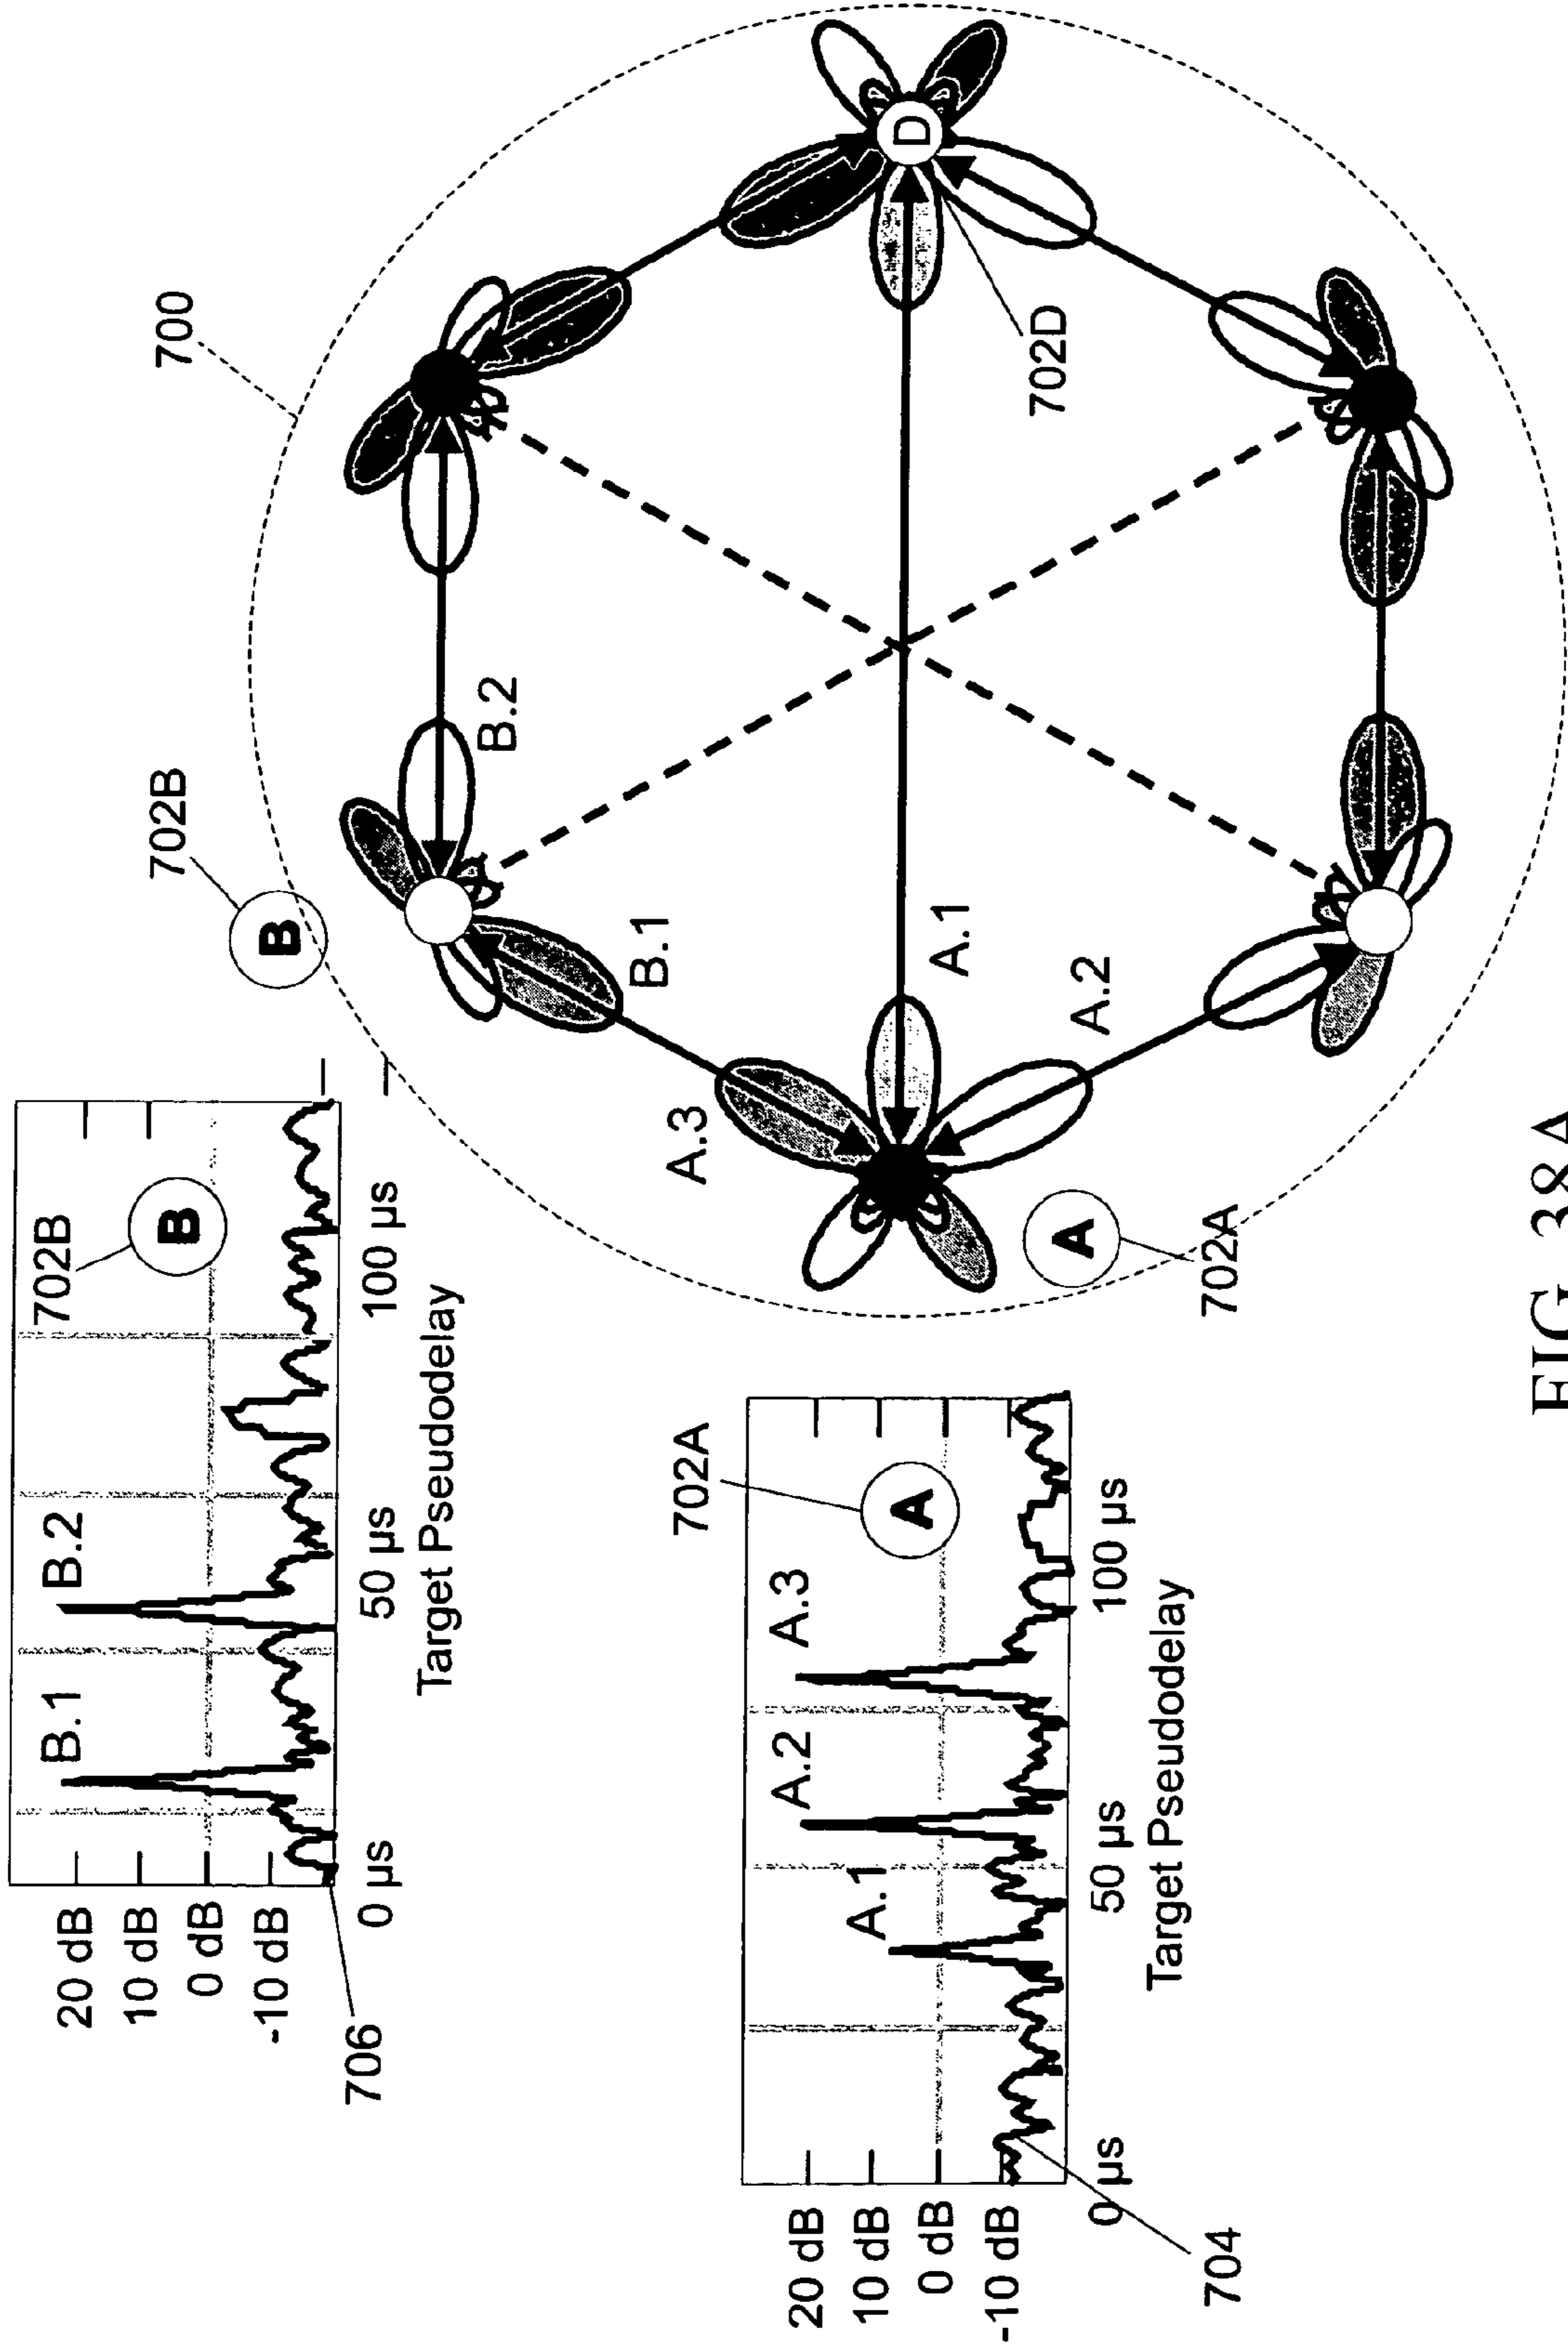 702B
B.1
B.2
B
20 dB
10 dB
0 dB
-10 dB
706
0 µs
50 µs
100 µs
Target Pseudodelay
702A
A.1
A.2
A.3
A
20 dB
10 dB
0 dB
-10 dB
704
0 µs
50 µs
100 µs
Target Pseudodelay
702B
B
700
B.2
B.1
A.3
A.1
A.2
A
702A
D
702D
FIG. 38A